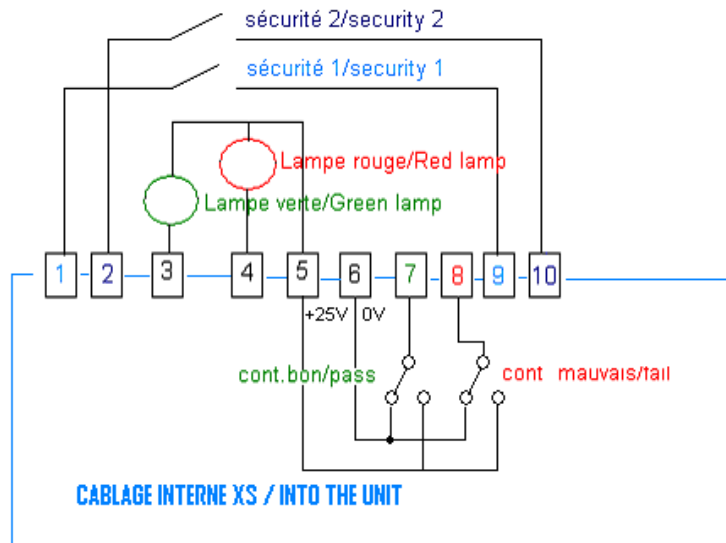 sécurité 2/security 2
sécurité 1/security 1
Lampe rouge/Red lamp
Lampe verte/Green lamp
1 2 3 4 5 6 7 8 9 10
+25V 0V
cont.bon/pass
cont mauvais/fail
CABLAGE INTERNE XS / INTO THE UNIT